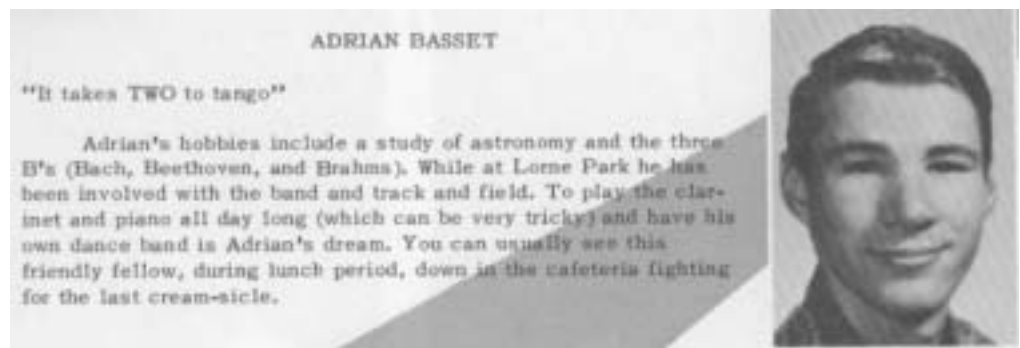 ADRIAN BASSET
"It takes TWO to tango"
Adrian's hobbies include a study of astronomy and the three
B's (Bach, Beethoven, and Brahms). While at Lorne Park he has
been involved with the band and track and field. To play the clar-
inet and piano all day long (which can be very tricky) and have his
own dance band is Adrian's dream. You can usually see this
friendly fellow, during lunch period, down in the cafeteria fighting
for the last cream-sicle.